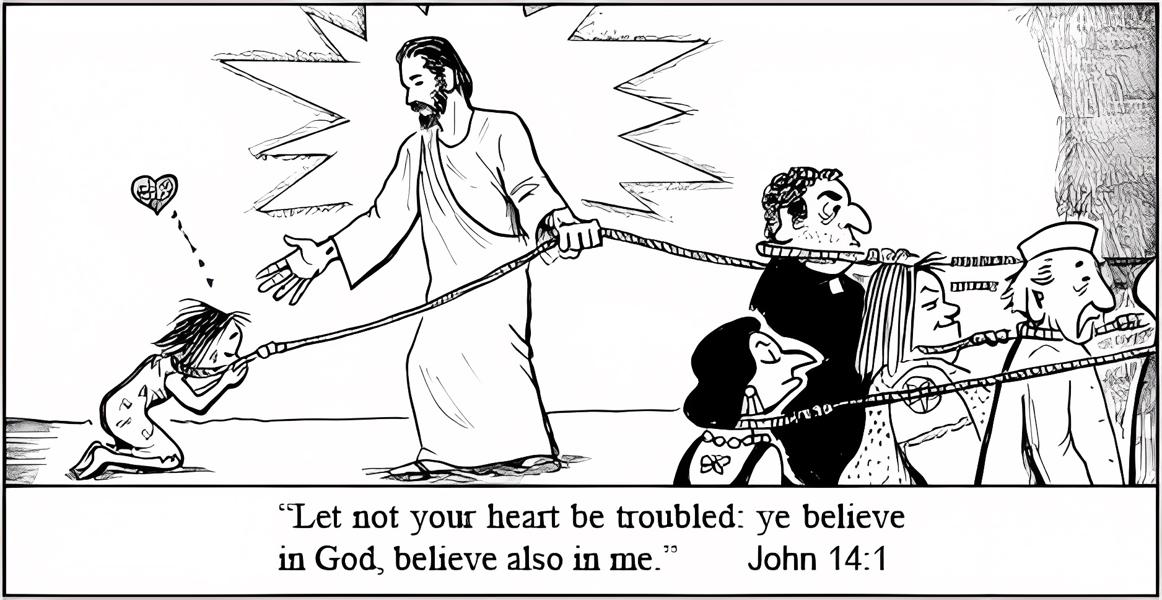 “Let not your heart be troubled: ye believe
in God, believe also in me.” John 14:1